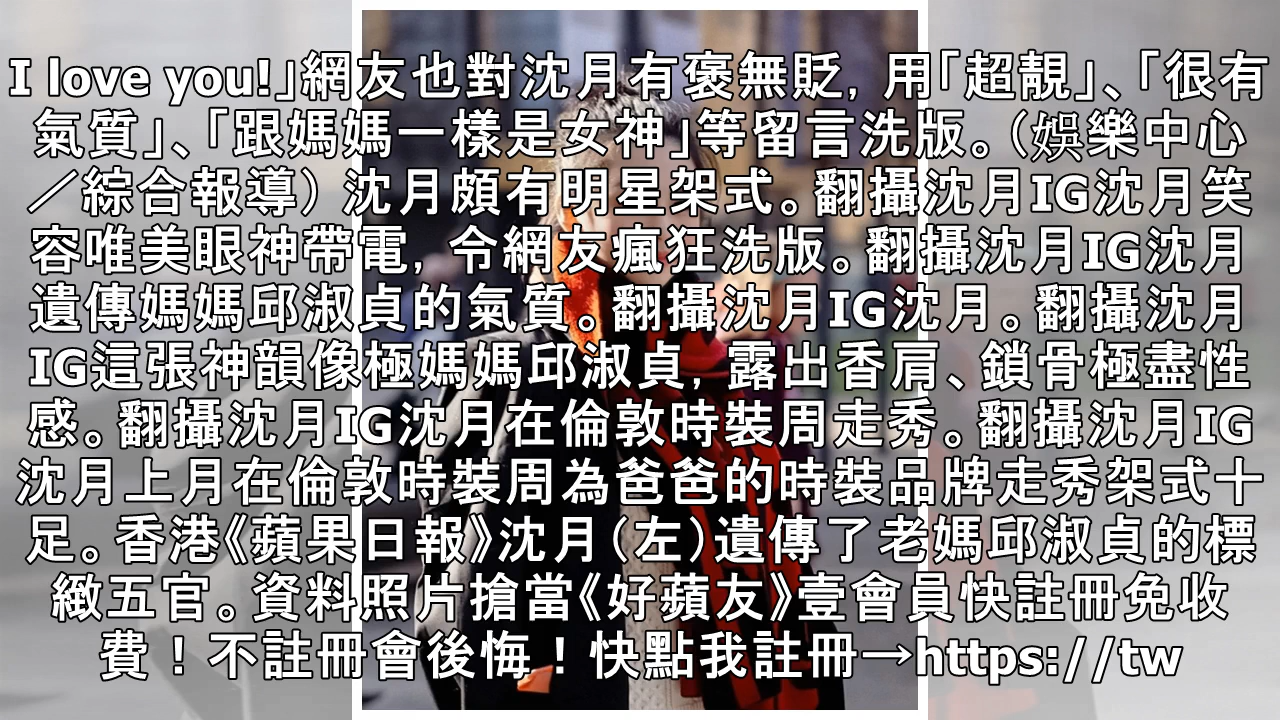 I love you!」網友也對沈月有褒無貶，用「超靚」、「很有
氣質」、「跟媽媽一樣是女神」等留言洗版。（娛樂中心
／綜合報導）沈月頗有明星架式。翻攝沈月IG沈月笑
容唯美眼神帶電，令網友瘋狂洗版。翻攝沈月IG沈月
遺傳媽媽邱淑貞的氣質。翻攝沈月IG沈月。翻攝沈月
IG這張神韻像極媽媽邱淑貞，露出香肩、鎖骨極盡性
感。翻攝沈月IG沈月在倫敦時裝周走秀。翻攝沈月IG
沈月上月在倫敦時裝周為爸爸的時裝品牌走秀架式十
足。香港《蘋果日報》沈月（左）遺傳了老媽邱淑貞的標
緻五官。資料照片搶當《好蘋友》壹會員快註冊免收
費！不註冊會後悔！快點我註冊→https://tw